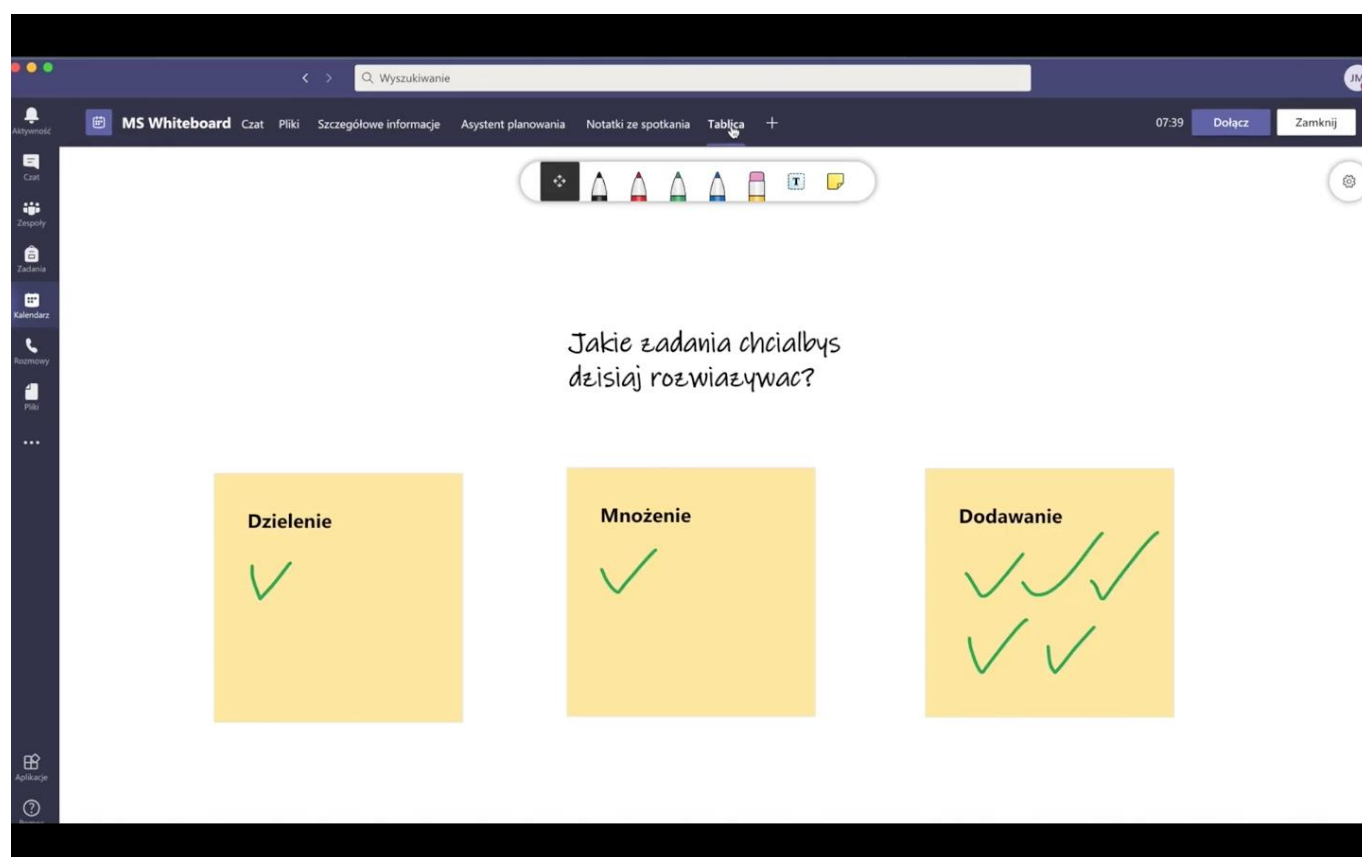 Wyszukiwanie
JM
MS Whiteboard Czat Pliki Szczegółowe informacje Asystent planowania Notatki ze spotkania Tablica 07:39 Dołącz Zamknij
Aktywność
Czat
Zespoły
Zadania
Kalendarz
Rozmowy
Pliki
T
Jakie zadania chcialbys
dzisiaj rozwiazywac?
Dzielenie
Mnożenie
Dodawanie
Aplikacje